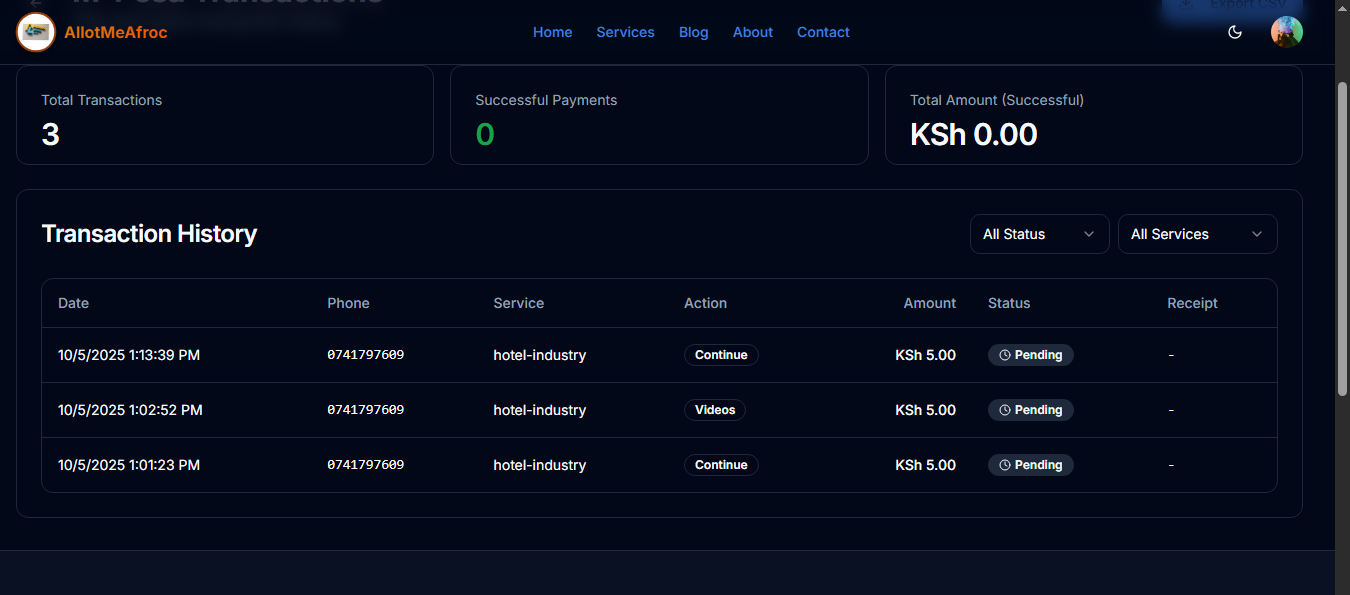 M-Pesa Transactions
Export CSV
AllotMeAfroc
Home Services Blog About Contact
Total Transactions
3
Successful Payments
0
Total Amount (Successful)
KSh 0.00
Transaction History
All Status
All Services
Date Phone Service Action Amount Status Receipt
10/5/2025 1:13:39 PM 0741797609 hotel-industry Continue KSh 5.00 Pending -
10/5/2025 1:02:52 PM 0741797609 hotel-industry Videos KSh 5.00 Pending -
10/5/2025 1:01:23 PM 0741797609 hotel-industry Continue KSh 5.00 Pending -